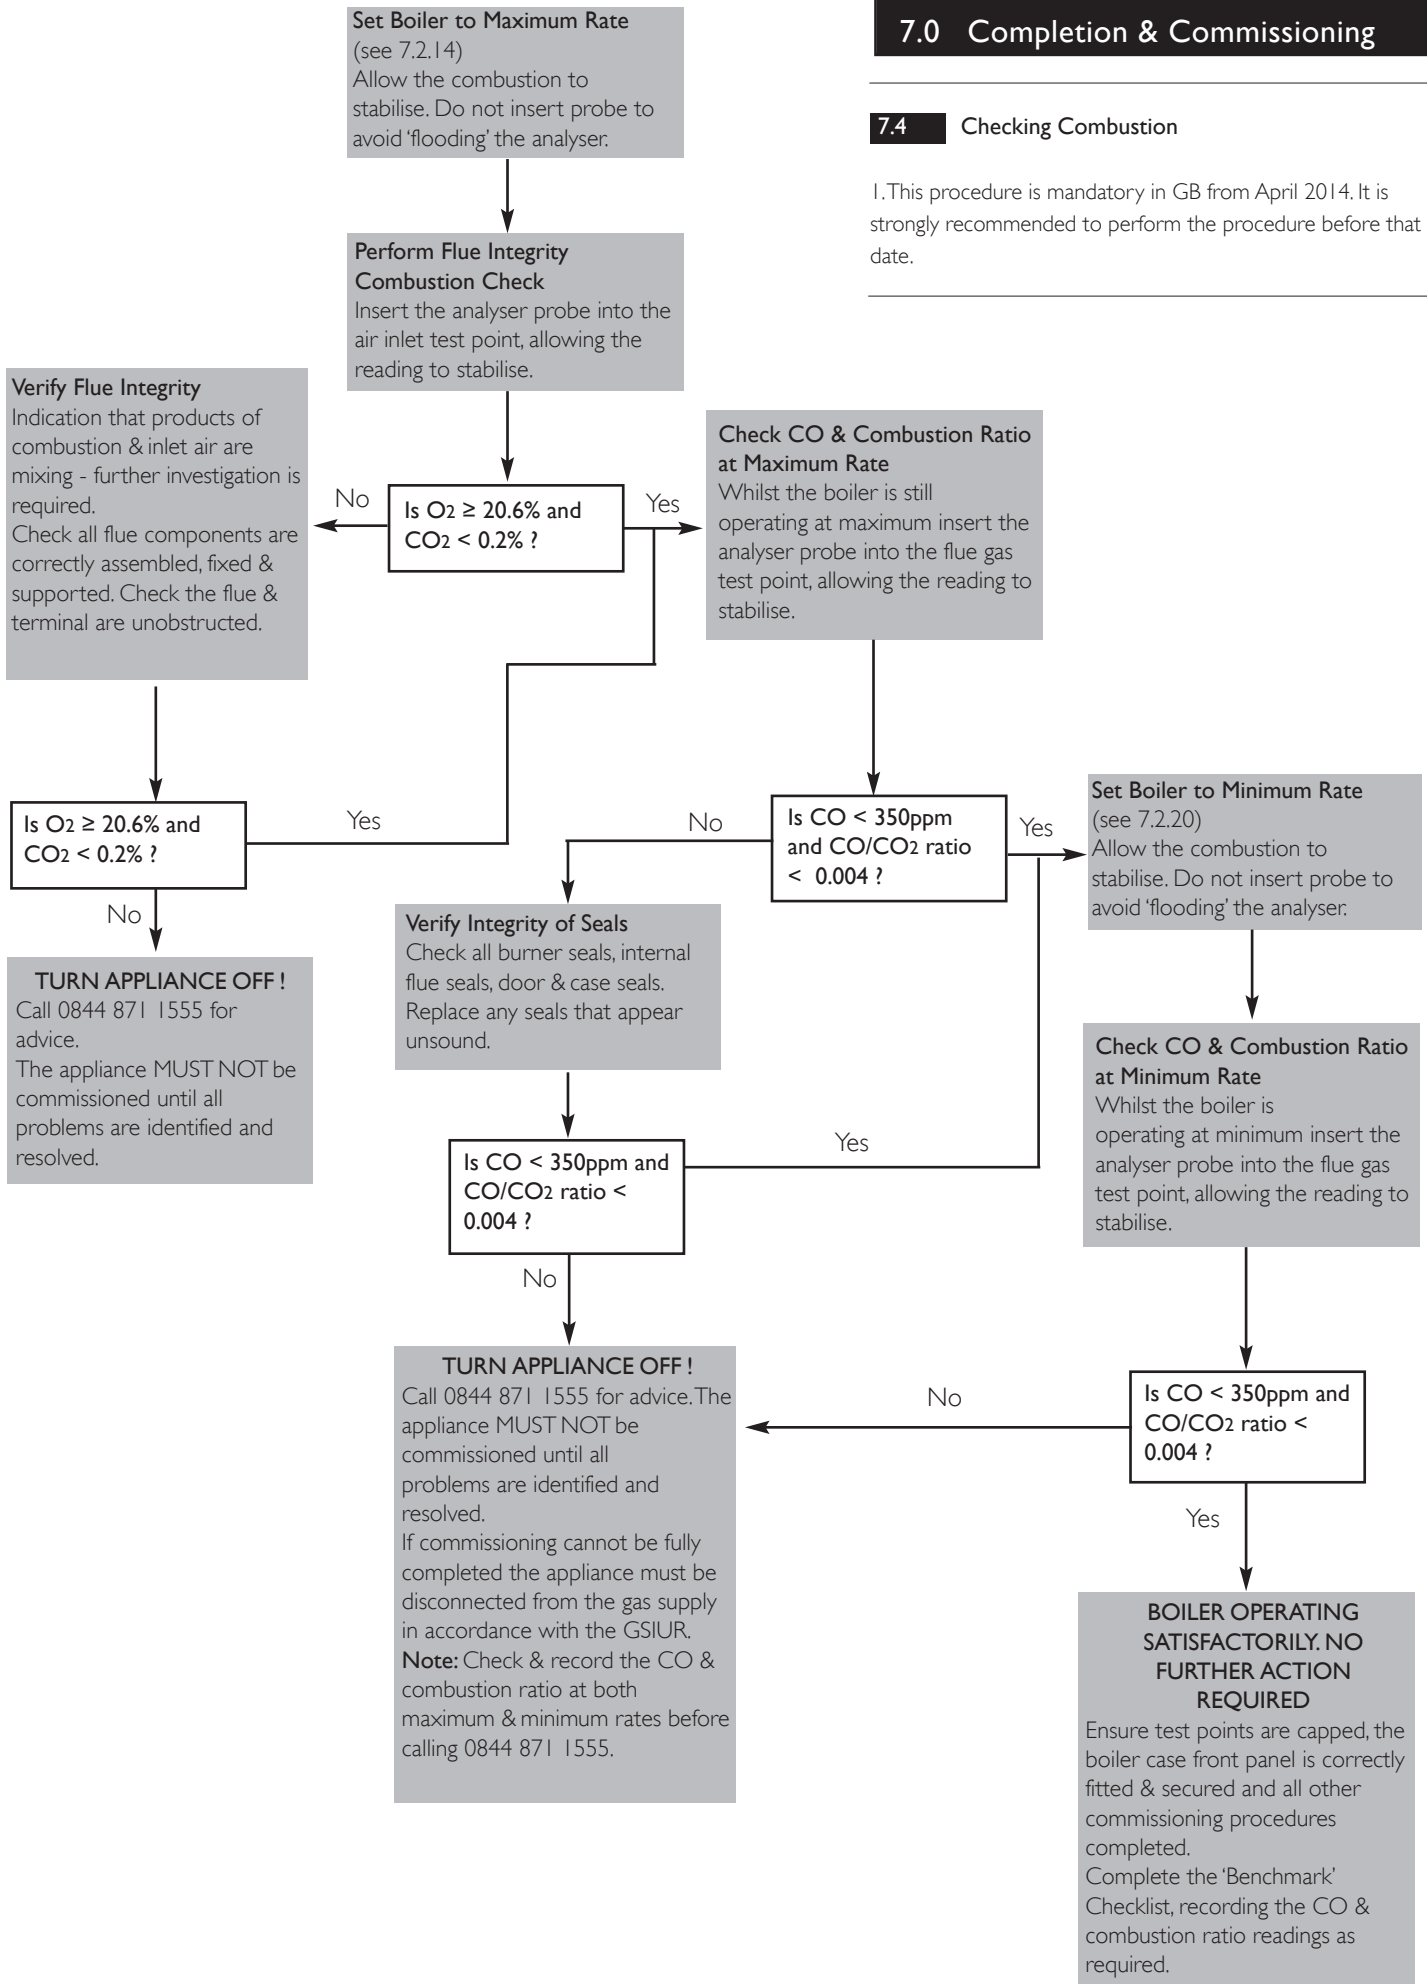 Set Boiler to Maximum Rate
(see 7.2.14)
Allow the combustion to
stabilise. Do not insert probe to
avoid ‘flooding’ the analyser.
7.0 Completion & Commissioning
7.4 Checking Combustion
1. This procedure is mandatory in GB from April 2014. It is
strongly recommended to perform the procedure before that
date.
Perform Flue Integrity
Combustion Check
Insert the analyser probe into the
air inlet test point, allowing the
reading to stabilise.
Verify Flue Integrity
Indication that products of
combustion & inlet air are
mixing - further investigation is
required.
Check all flue components are
correctly assembled, fixed &
supported. Check the flue &
terminal are unobstructed.
No
Is O2 ≥ 20.6% and
CO2 < 0.2% ?
Yes
Check CO & Combustion Ratio
at Maximum Rate
Whilst the boiler is still
operating at maximum insert the
analyser probe into the flue gas
test point, allowing the reading to
stabilise.
Is O2 ≥ 20.6% and
CO2 < 0.2% ?
Yes
No
TURN APPLIANCE OFF !
Call 0844 871 1555 for
advice.
The appliance MUST NOT be
commissioned until all
problems are identified and
resolved.
No
Is CO < 350ppm
and CO/CO2 ratio
< 0.004 ?
Yes
Set Boiler to Minimum Rate
(see 7.2.20)
Allow the combustion to
stabilise. Do not insert probe to
avoid ‘flooding’ the analyser.
Verify Integrity of Seals
Check all burner seals, internal
flue seals, door & case seals.
Replace any seals that appear
unsound.
Check CO & Combustion Ratio
at Minimum Rate
Whilst the boiler is
operating at minimum insert the
analyser probe into the flue gas
test point, allowing the reading to
stabilise.
Is CO < 350ppm and
CO/CO2 ratio <
0.004 ?
Yes
No
TURN APPLIANCE OFF !
Call 0844 871 1555 for advice. The
appliance MUST NOT be
commissioned until all
problems are identified and
resolved.
If commissioning cannot be fully
completed the appliance must be
disconnected from the gas supply
in accordance with the GSIUR.
Note: Check & record the CO &
combustion ratio at both
maximum & minimum rates before
calling 0844 871 1555.
No
Is CO < 350ppm and
CO/CO2 ratio <
0.004 ?
Yes
BOILER OPERATING
SATISFACTORILY. NO
FURTHER ACTION
REQUIRED
Ensure test points are capped, the
boiler case front panel is correctly
fitted & secured and all other
commissioning procedures
completed.
Complete the ‘Benchmark’
Checklist, recording the CO &
combustion ratio readings as
required.